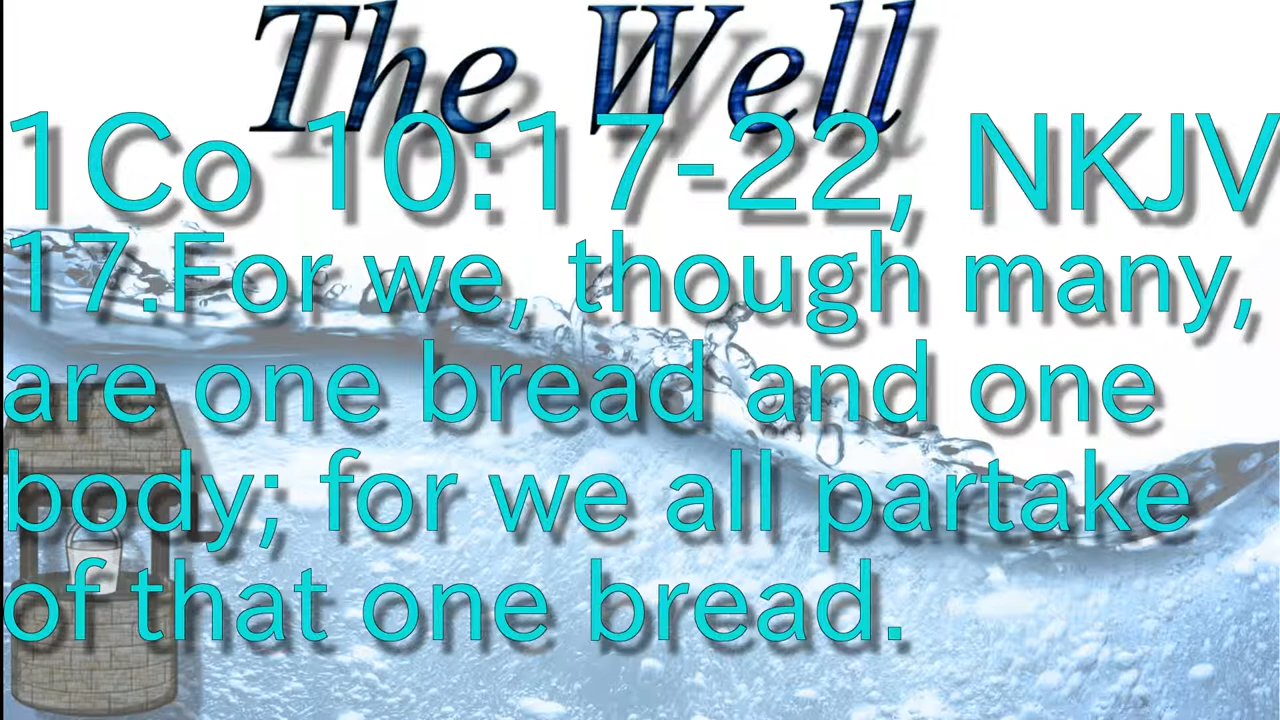 The Well
1Co 10:17-22, NKJV
17.For we, though many,
are one bread and one
body; for we all partake
of that one bread.